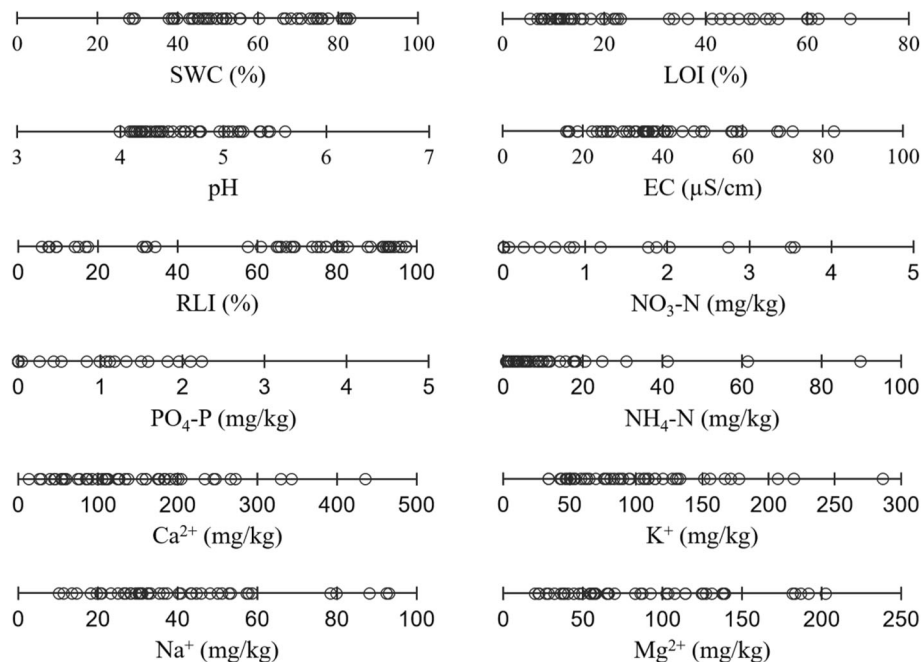 0 20 40 60 80 100 0 20 40 60 80
SWC (%) LOI (%)
3 4 5 6 7 0 20 40 60 80 100
pH EC (µS/cm)
0 20 40 60 80 100 0 1 2 3 4 5
RLI (%) NO₃-N (mg/kg)
0 1 2 3 4 5 0 20 40 60 80 100
PO₄-P (mg/kg) NH₄-N (mg/kg)
0 100 200 300 400 500 0 50 100 150 200 250 300
Ca²⁺ (mg/kg) K⁺ (mg/kg)
0 20 40 60 80 100 0 50 100 150 200 250
Na⁺ (mg/kg) Mg²⁺ (mg/kg)